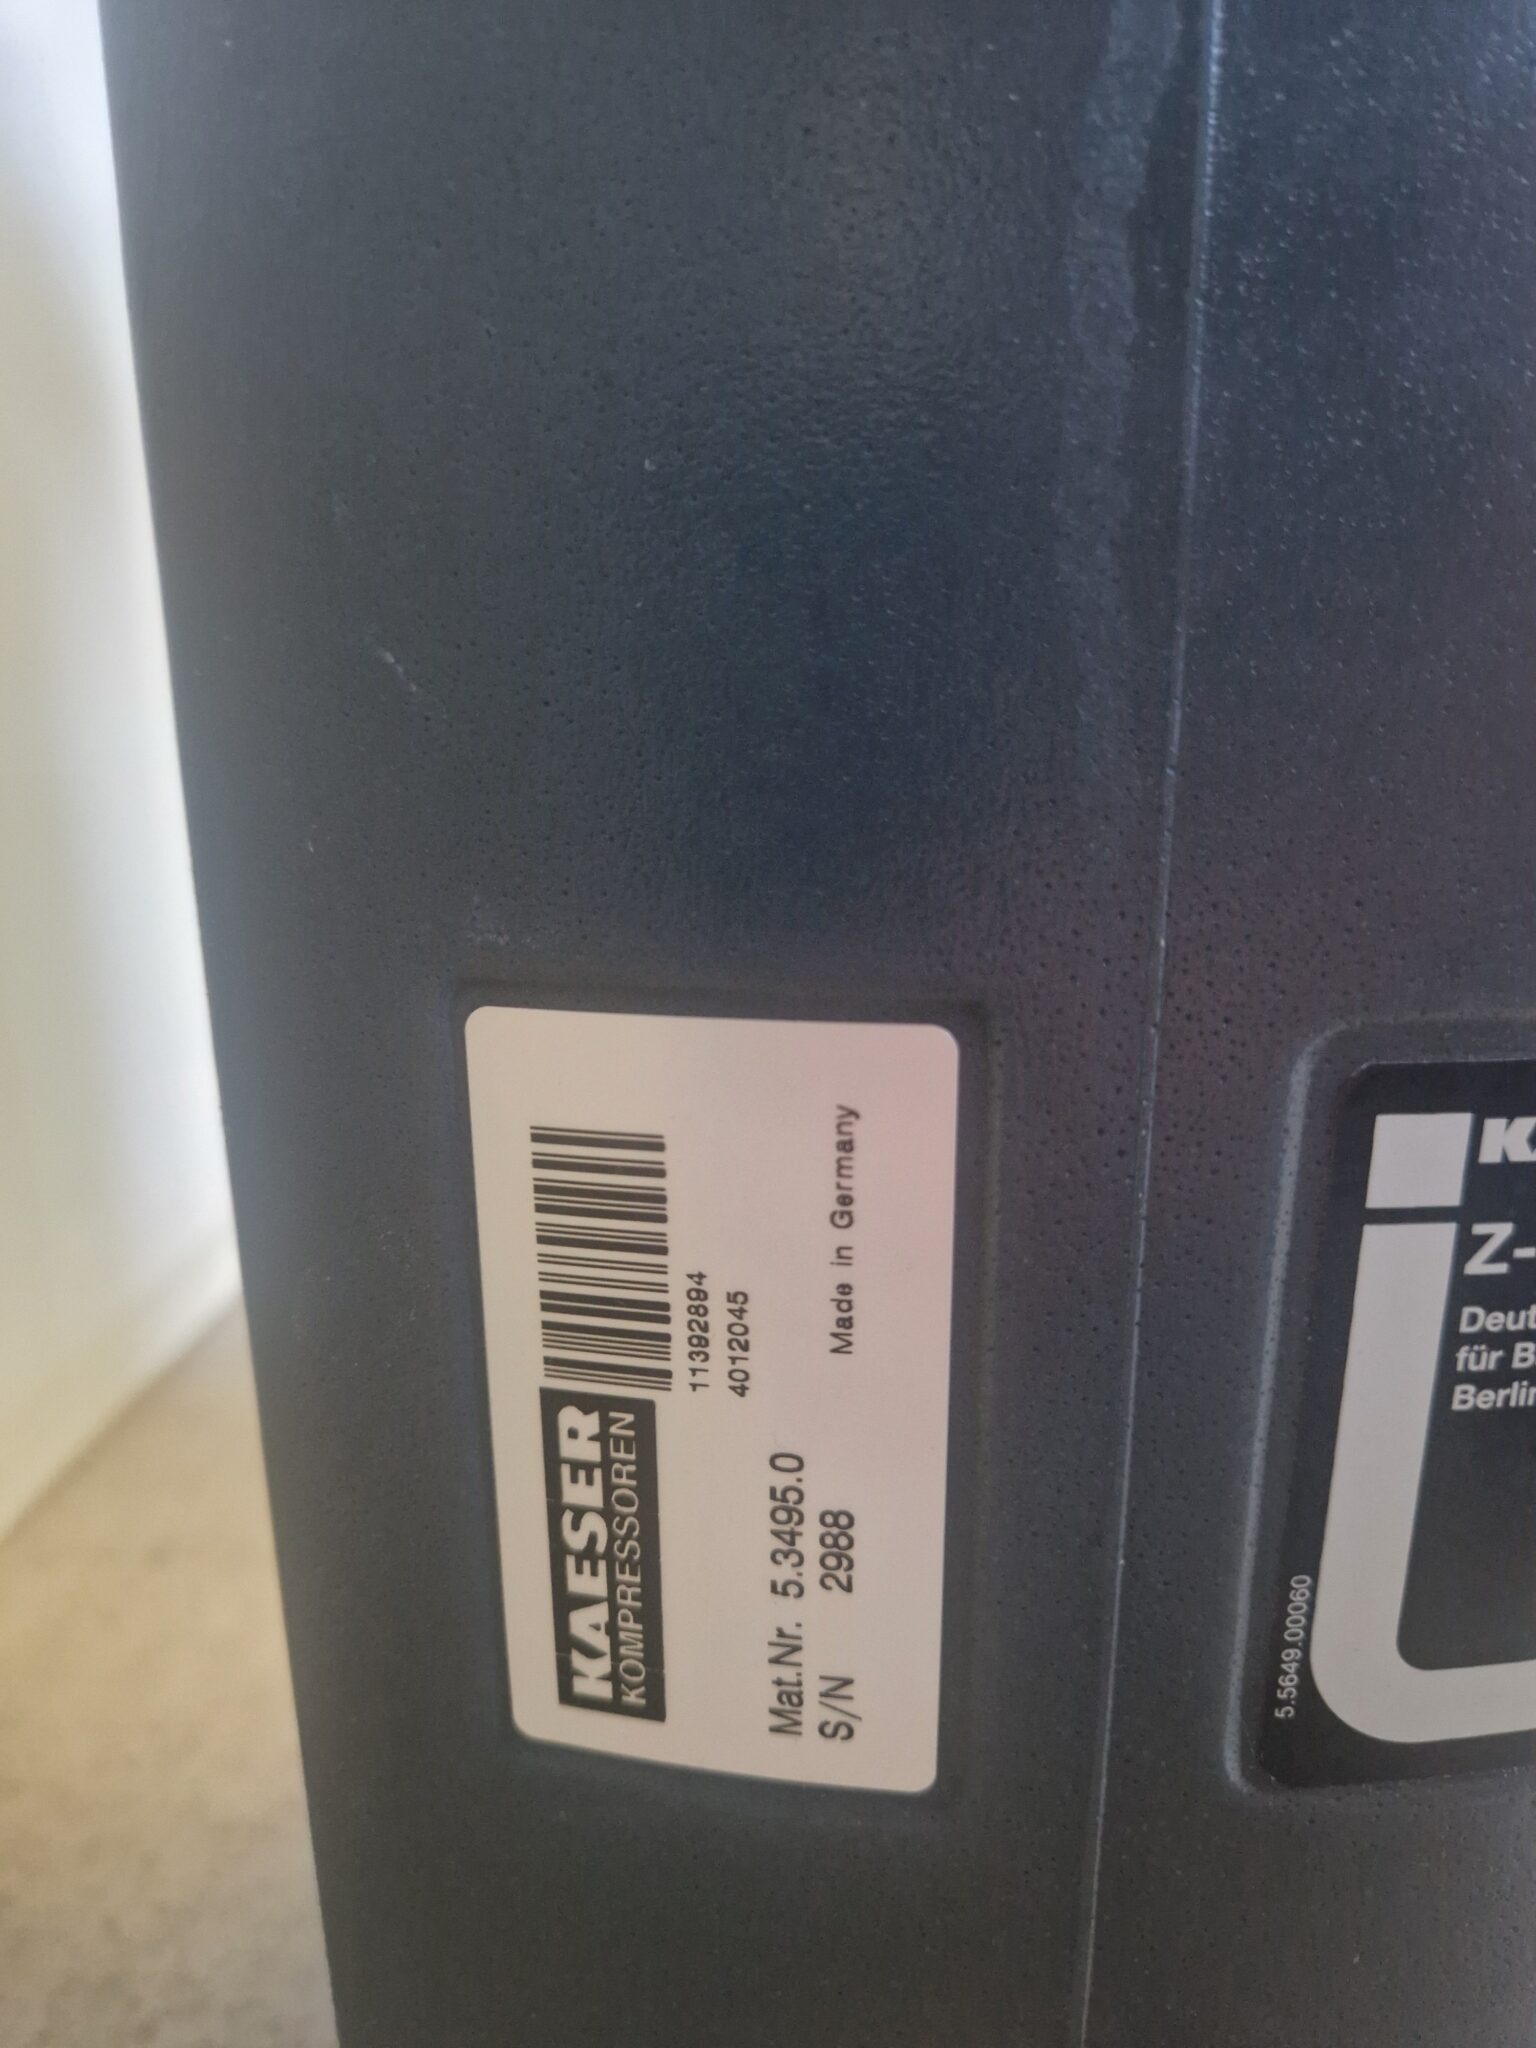 KAESER
KOMPRESSOREN
11392894
4012045
Mat.Nr. 5.3495.0
S/N 2988
Made in Germany
KA
Z-
Deut
für B
Berlin
5.5649.00060